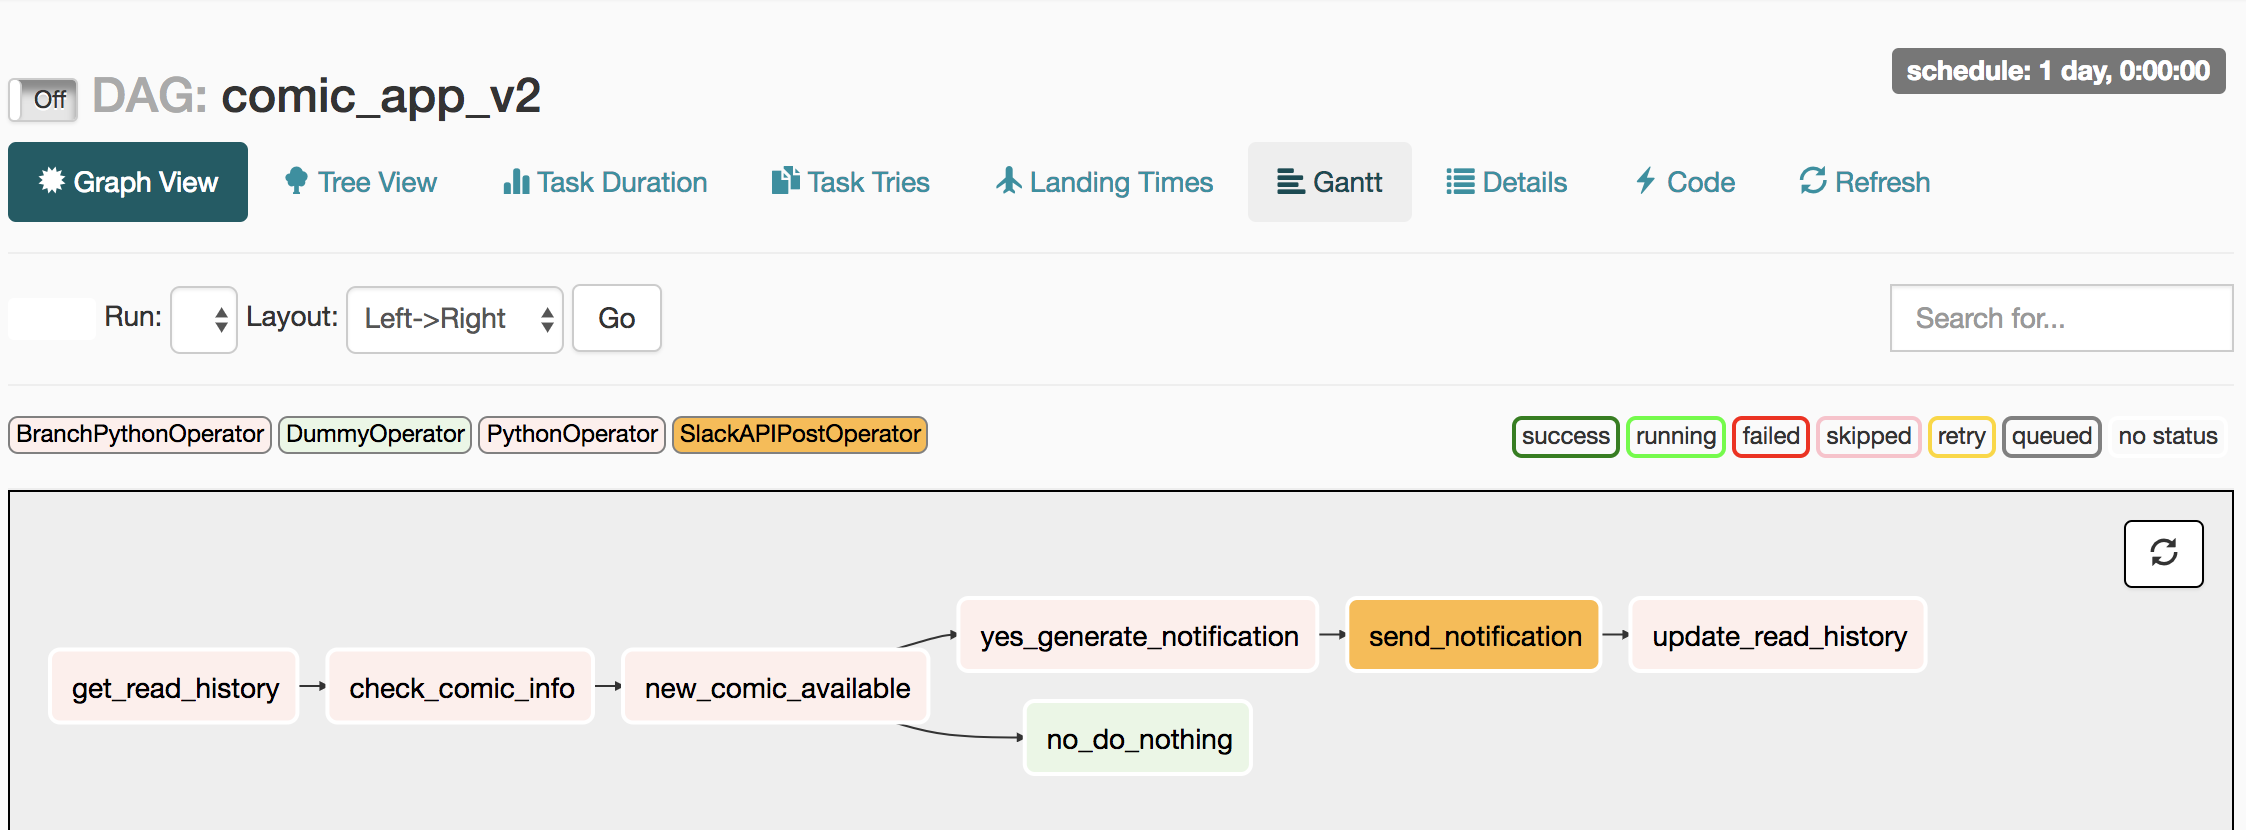 schedule: 1 day, 0:00:00
Off DAG: comic_app_v2
Graph View Tree View Task Duration Task Tries Landing Times Gantt Details Code Refresh
Run: Layout: Left->Right Go Search for...
BranchPythonOperator DummyOperator PythonOperator SlackAPIPostOperator success running failed skipped retry queued no status
yes_generate_notification send_notification update_read_history
get_read_history check_comic_info new_comic_available
no_do_nothing